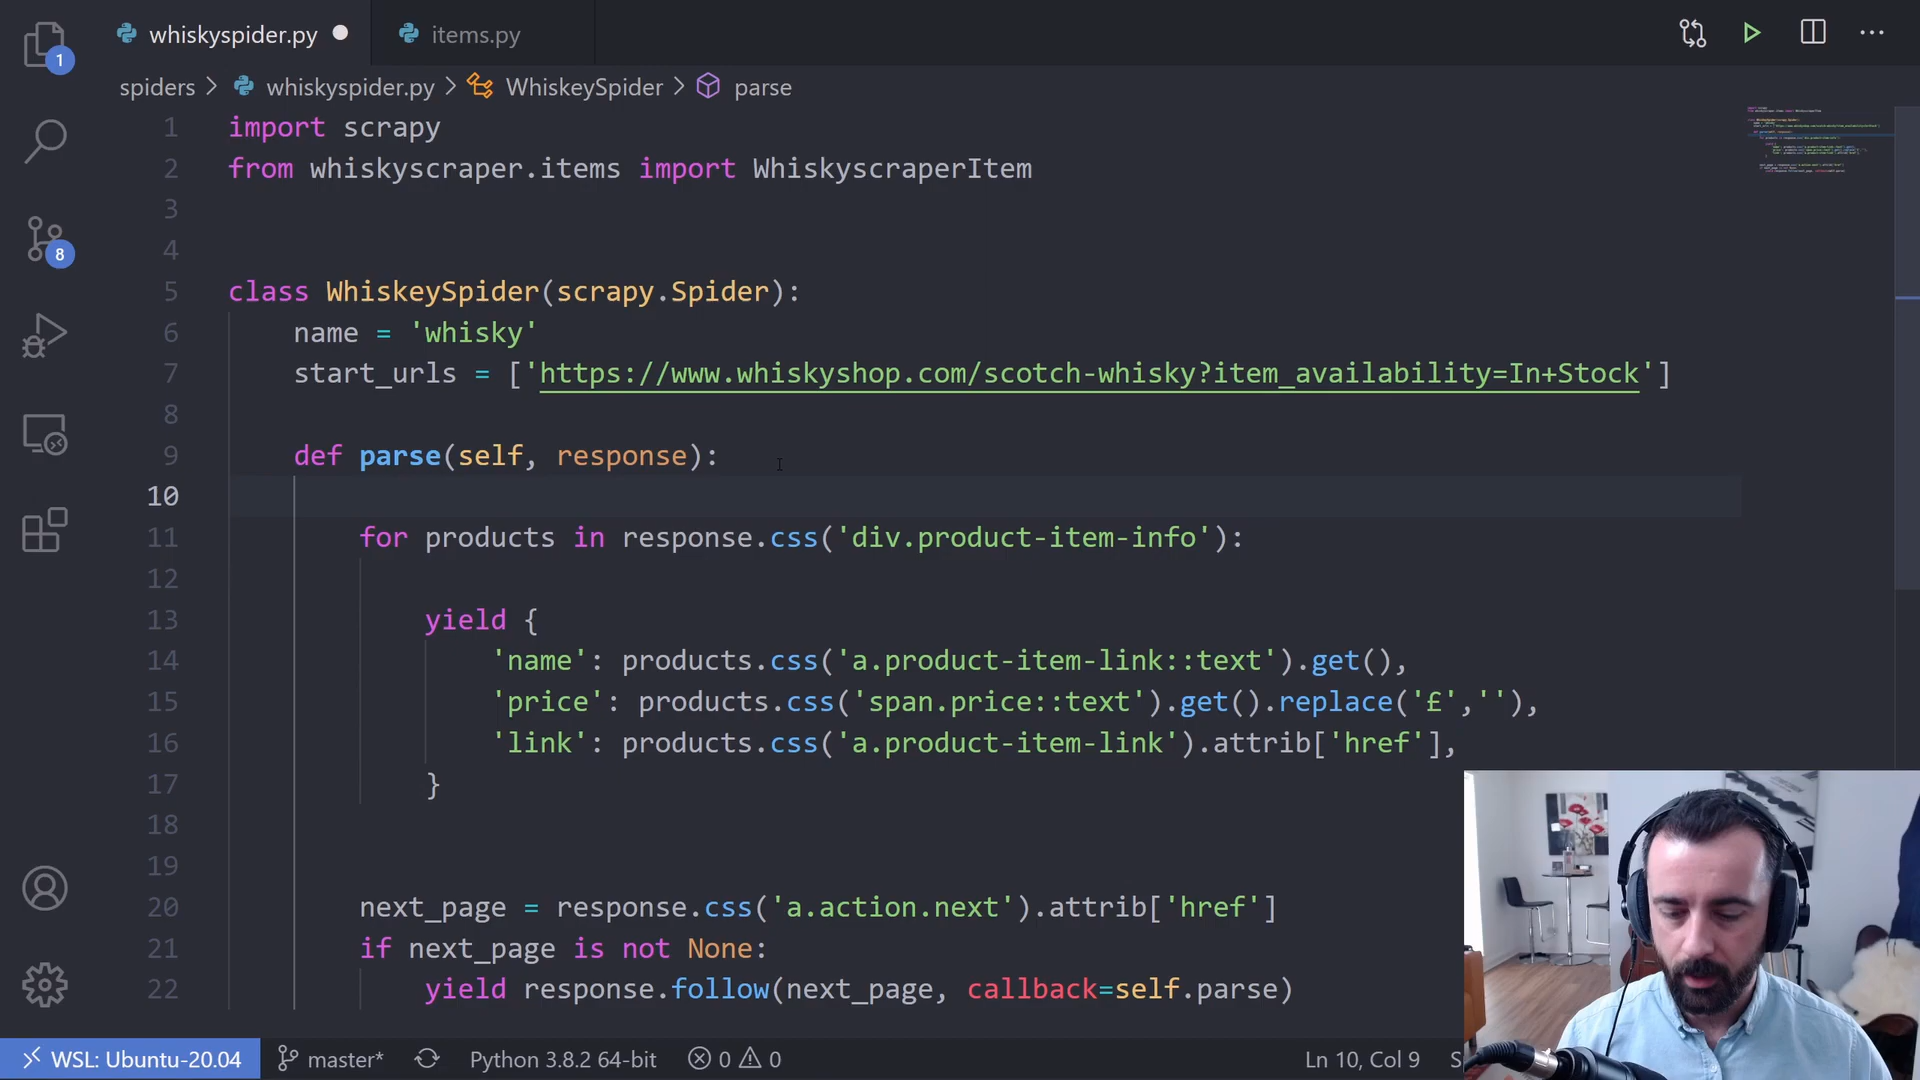 whiskyspider.py
items.py
1
spiders > whiskyspider.py > WhiskeySpider > parse
1 import scrapy
2 from whiskyscraper.items import WhiskyscraperItem
3
4
5 class WhiskeySpider(scrapy.Spider):
6 name = 'whisky'
7 start_urls = ['https://www.whiskyshop.com/scotch-whisky?item_availability=In+Stock']
8
9 def parse(self, response):
10
11 for products in response.css('div.product-item-info'):
12
13 yield {
14 'name': products.css('a.product-item-link::text').get(),
15 'price': products.css('span.price::text').get().replace('£',''),
16 'link': products.css('a.product-item-link').attrib['href'],
17 }
18
19
20 next_page = response.css('a.action.next').attrib['href']
21 if next_page is not None:
22 yield response.follow(next_page, callback=self.parse)
8
WSL: Ubuntu-20.04 master* Python 3.8.2 64-bit 0 0 Ln 10, Col 9 S